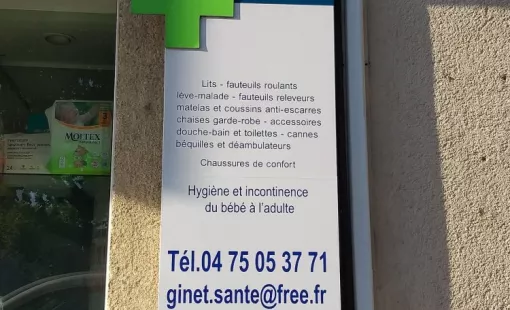 Lits - fauteuils roulants
lève-malade - fauteuils releveurs
matelas et coussins anti-escarres
chaises garde-robe - accessoires
douche-bain et toilettes - cannes
béquilles et déambulateurs
Chaussures de confort
Hygiène et incontinence
du bébé à l'adulte
Tél.04 75 05 37 71
ginet.sante@free.fr
MOLTEX